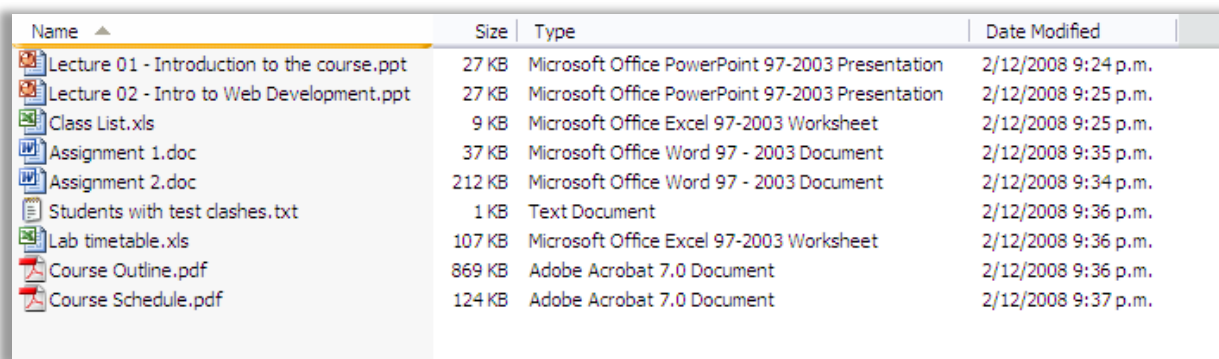 Name Size Type Date Modified
Lecture 01 - Introduction to the course.ppt 27 KB Microsoft Office PowerPoint 97-2003 Presentation 2/12/2008 9:24 p.m.
Lecture 02 - Intro to Web Development.ppt 27 KB Microsoft Office PowerPoint 97-2003 Presentation 2/12/2008 9:25 p.m.
Class List.xls 9 KB Microsoft Office Excel 97-2003 Worksheet 2/12/2008 9:25 p.m.
Assignment 1.doc 37 KB Microsoft Office Word 97 - 2003 Document 2/12/2008 9:35 p.m.
Assignment 2.doc 212 KB Microsoft Office Word 97 - 2003 Document 2/12/2008 9:34 p.m.
Students with test clashes.txt 1 KB Text Document 2/12/2008 9:36 p.m.
Lab timetable.xls 107 KB Microsoft Office Excel 97-2003 Worksheet 2/12/2008 9:36 p.m.
Course Outline.pdf 869 KB Adobe Acrobat 7.0 Document 2/12/2008 9:36 p.m.
Course Schedule.pdf 124 KB Adobe Acrobat 7.0 Document 2/12/2008 9:37 p.m.